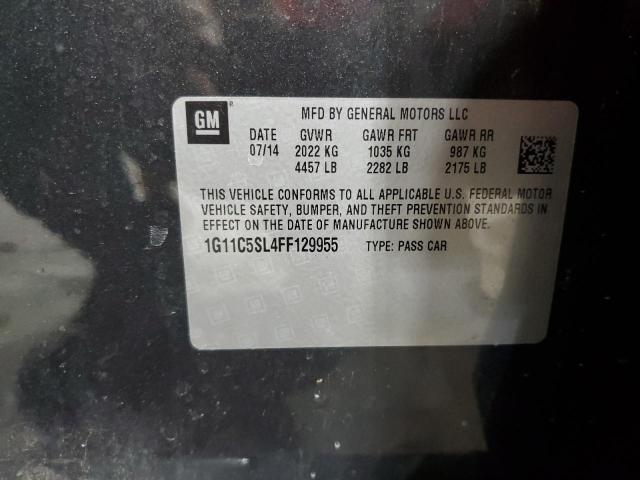 GM
MFD BY GENERAL MOTORS LLC
DATE GVWR GAWR FRT GAWR RR
07/14 2022 KG 1035 KG 987 KG
4457 LB 2282 LB 2175 LB
THIS VEHICLE CONFORMS TO ALL APPLICABLE U.S. FEDERAL MOTOR
VEHICLE SAFETY, BUMPER, AND THEFT PREVENTION STANDARDS IN
EFFECT ON THE DATE OF MANUFACTURE SHOWN ABOVE.
1G11C5SL4FF129955 TYPE: PASS CAR